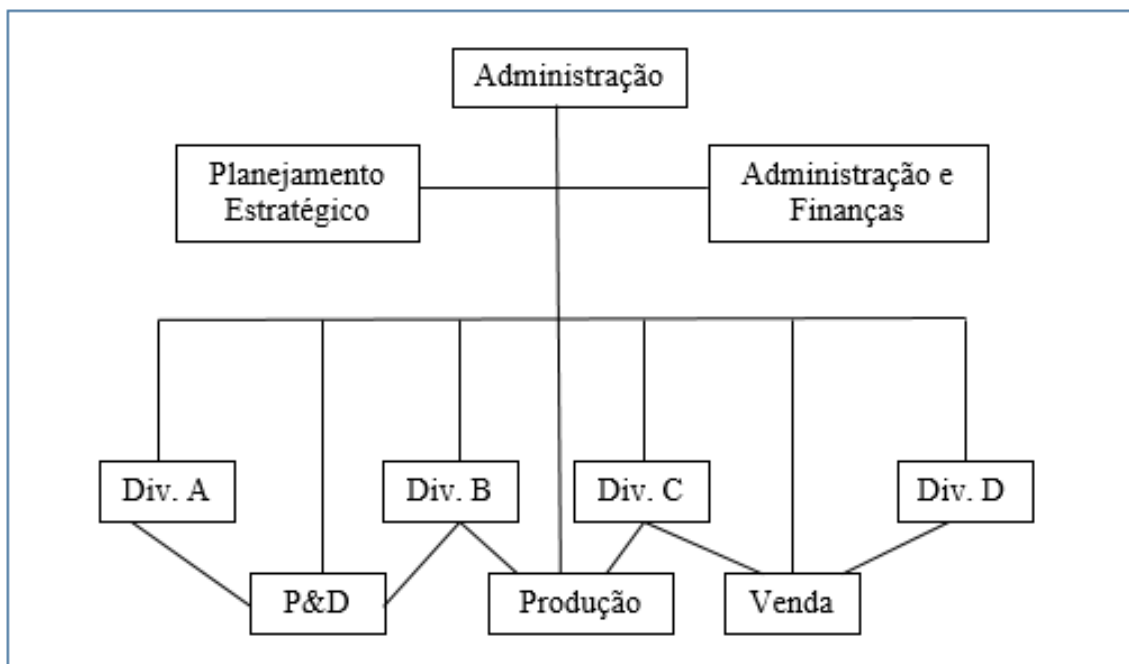 Administração
Planejamento
Estratégico
Administração e
Finanças
Div. A
Div. B
Div. C
Div. D
P&D
Produção
Venda